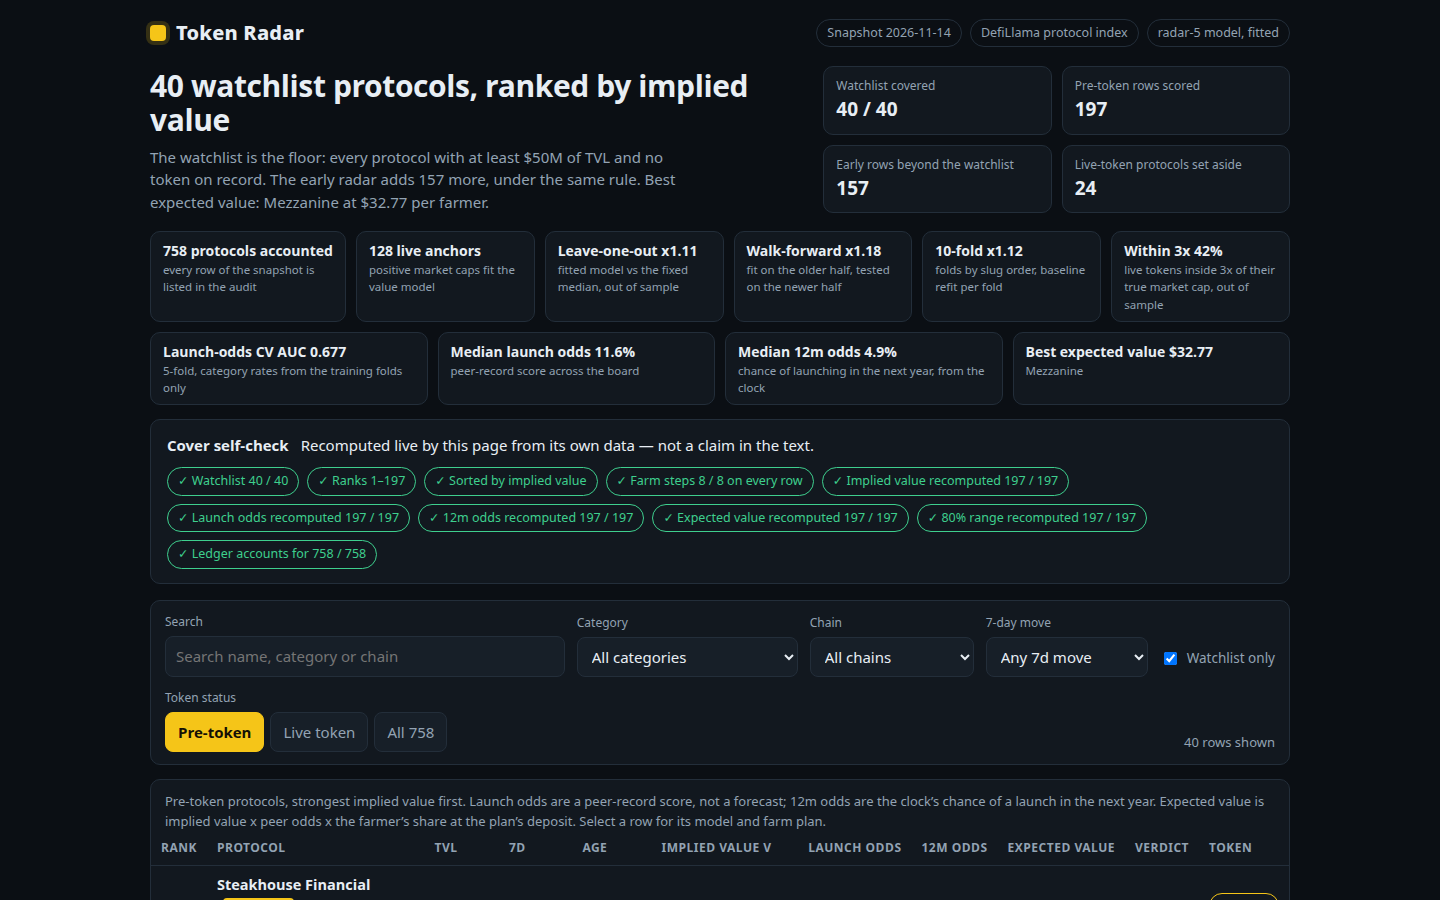 Token Radar
Snapshot 2026-11-14
DefiLlama protocol index
radar-5 model, fitted
40 watchlist protocols, ranked by implied
value
The watchlist is the floor: every protocol with at least $50M of TVL and no
token on record. The early radar adds 157 more, under the same rule. Best
expected value: Mezzanine at $32.77 per farmer.
Watchlist covered
40 / 40
Pre-token rows scored
197
Early rows beyond the watchlist
157
Live-token protocols set aside
24
758 protocols accounted
every row of the snapshot is
listed in the audit
128 live anchors
positive market caps fit the
value model
Leave-one-out x1.11
fitted model vs the fixed
median, out of sample
Walk-forward x1.18
fit on the older half, tested
on the newer half
10-fold x1.12
folds by slug order, baseline
refit per fold
Within 3x 42%
live tokens inside 3x of their
true market cap, out of
sample
Launch-odds CV AUC 0.677
5-fold, category rates from the training folds
only
Median launch odds 11.6%
peer-record score across the board
Median 12m odds 4.9%
chance of launching in the next year, from the
clock
Best expected value $32.77
Mezzanine
Cover self-check Recomputed live by this page from its own data — not a claim in the text.
✓ Watchlist 40 / 40
✓ Ranks 1–197
✓ Sorted by implied value
✓ Farm steps 8 / 8 on every row
✓ Implied value recomputed 197 / 197
✓ Launch odds recomputed 197 / 197
✓ 12m odds recomputed 197 / 197
✓ Expected value recomputed 197 / 197
✓ 80% range recomputed 197 / 197
✓ Ledger accounts for 758 / 758
Search
Search name, category or chain
Category
All categories
Chain
All chains
7-day move
Any 7d move
Watchlist only
Token status
Pre-token
Live token
All 758
40 rows shown
Pre-token protocols, strongest implied value first. Launch odds are a peer-record score, not a forecast; 12m odds are the clock’s chance of a launch in the next year. Expected value is
implied value x peer odds x the farmer’s share at the plan’s deposit. Select a row for its model and farm plan.
RANK PROTOCOL TVL 7D AGE IMPLIED VALUE V LAUNCH ODDS 12M ODDS EXPECTED VALUE VERDICT TOKEN
Steakhouse Financial